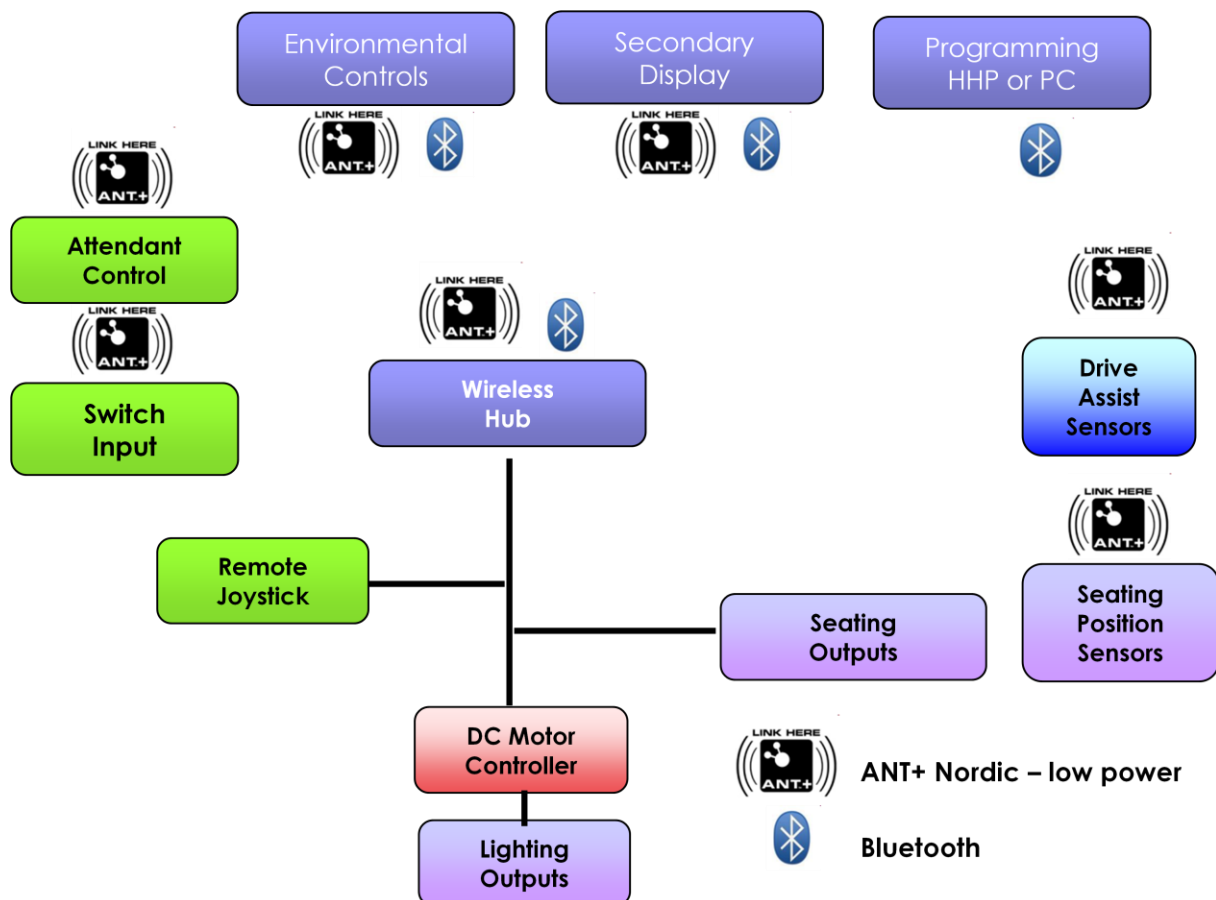 Environmental
Controls
Secondary
Display
Programming
HHP or PC
LINK HERE
ANT.+
LINK HERE
ANT.+
LINK HERE
ANT.+
Attendant
Control
LINK HERE
ANT.+
Switch
Input
LINK HERE
ANT.+
Wireless
Hub
LINK HERE
ANT.+
Drive
Assist
Sensors
LINK HERE
ANT.+
Seating
Position
Sensors
Remote
Joystick
Seating
Outputs
DC Motor
Controller
Lighting
Outputs
LINK HERE
ANT.+
ANT+ Nordic – low power
Bluetooth